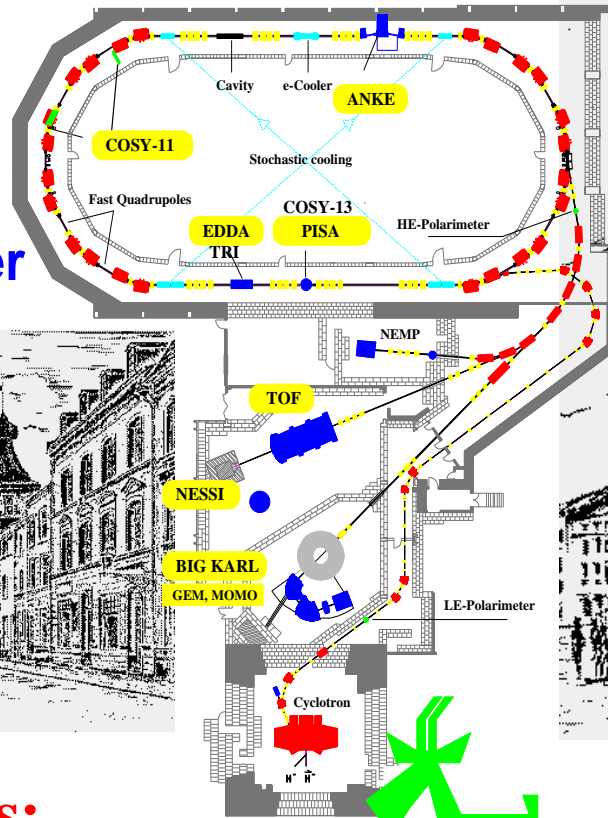 Cavity
e-Cooler
ANKE
COSY-11
Stochastic cooling
Fast Quadrupoles
COSY-13
EDDA
PISA
TRI
HE-Polarimeter
er
NEMP
TOF
NESSI
BIG KARL
GEM, MOMO
LE-Polarimeter
Cyclotron
H⁻ H⃗⁻
s: